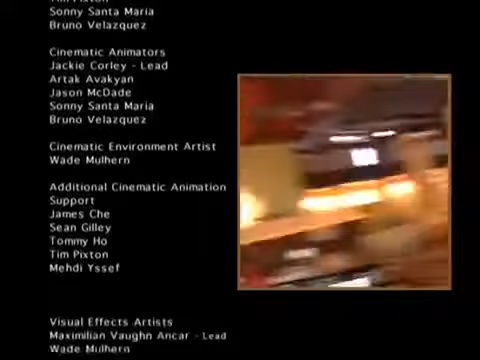 Tim Pixton
Sonny Santa Maria
Bruno Velazquez
Cinematic Animators
Jackie Corley - Lead
Artak Avakyan
Jason McDade
Sonny Santa Maria
Bruno Velazquez
Cinematic Environment Artist
Wade Mulhern
Additional Cinematic Animation
Support
James Che
Sean Gilley
Tommy Ho
Tim Pixton
Mehdi Yssef
Visual Effects Artists
Maximilian Vaughn Ancar - Lead
Wade Mulhern